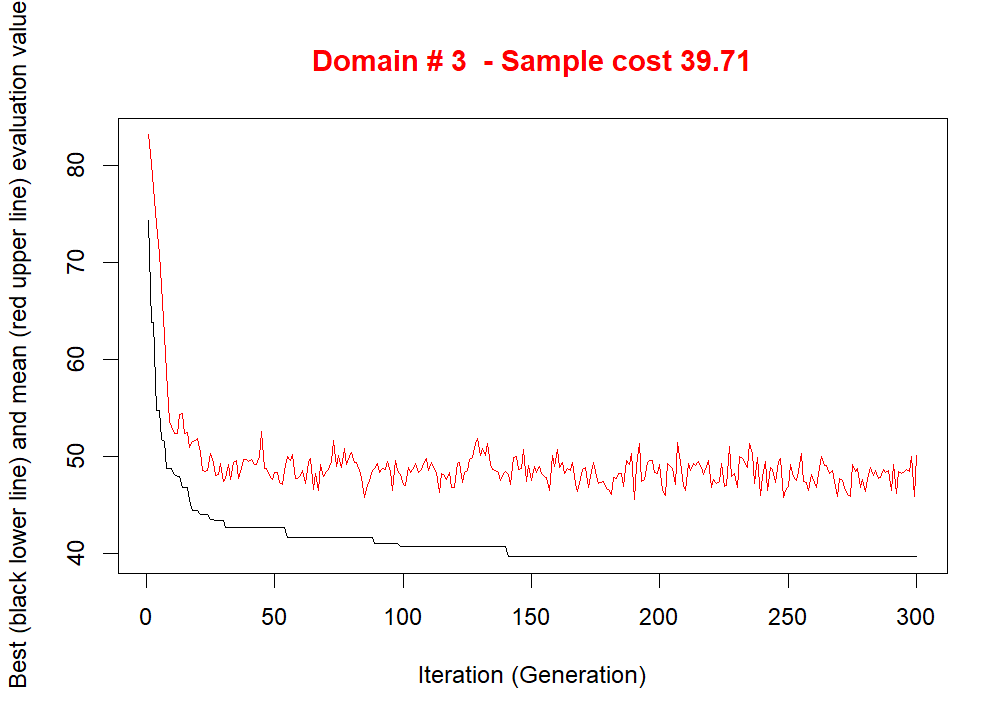 Domain # 3  - Sample cost 39.71
Best (black lower line) and mean (red upper line) evaluation value
80
70
60
50
40
0 50 100 150 200 250 300
Iteration (Generation)